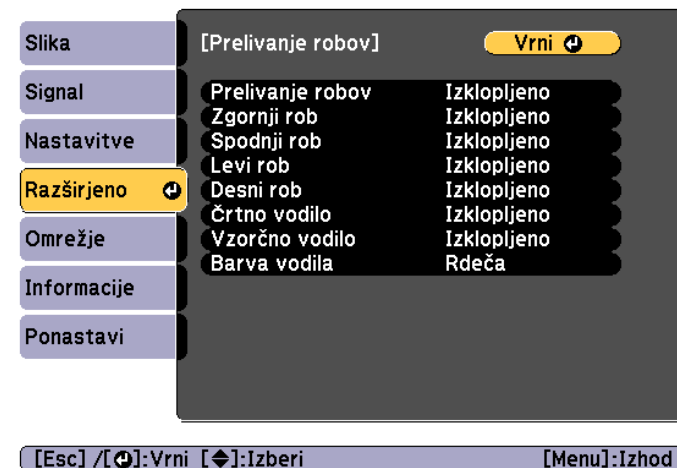 Slika
Signal
Nastavitve
Razširjeno
Omrežje
Informacije
Ponastavi
[Prelivanje robov] Vrni
Prelivanje robov Izklopljeno
Zgornji rob Izklopljeno
Spodnji rob Izklopljeno
Levi rob Izklopljeno
Desni rob Izklopljeno
Črtno vodilo Izklopljeno
Vzorčno vodilo Izklopljeno
Barva vodila Rdeča
[Esc] /[⏎]:Vrni [◆]:Izberi [Menu]:Izhod